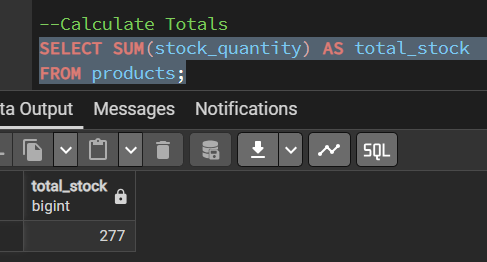 --Calculate Totals
SELECT SUM(stock_quantity) AS total_stock
FROM products;
ta Output Messages Notifications
SQL
total_stock
bigint
277